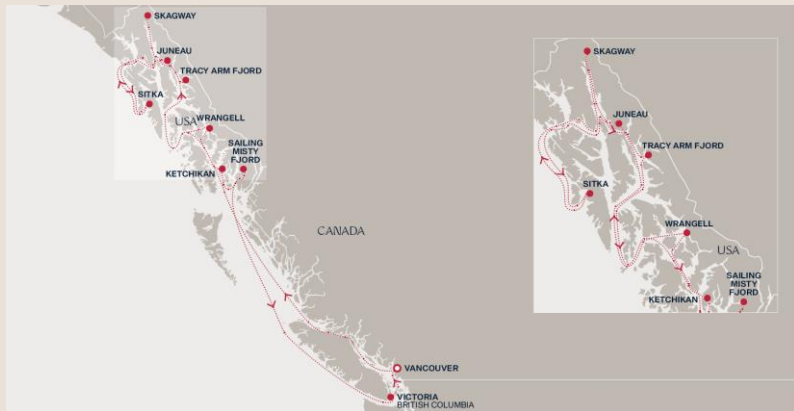 SKAGWAY
JUNEAU
TRACY ARM FJORD
SITKA
USA
WRANGELL
SAILING
MISTY
FJORD
KETCHIKAN
CANADA
VANCOUVER
VICTORIA
BRITISH COLUMBIA
SKAGWAY
JUNEAU
TRACY ARM FJORD
SITKA
WRANGELL
USA
SAILING
MISTY
FJORD
KETCHIKAN